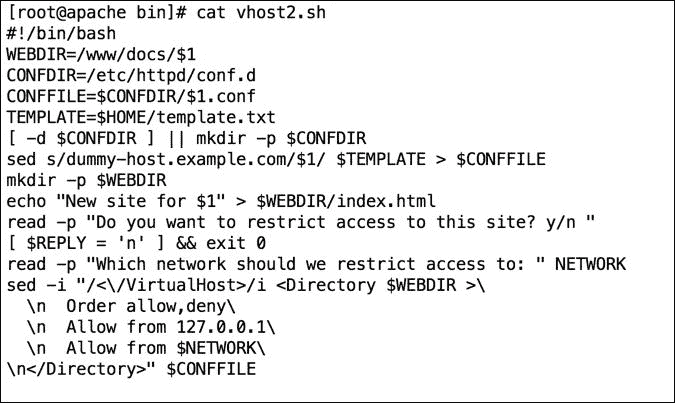 [root@apache bin]# cat vhost2.sh
#!/bin/bash
WEBDIR=/www/docs/$1
CONFDIR=/etc/httpd/conf.d
CONFFILE=$CONFDIR/$1.conf
TEMPLATE=$HOME/template.txt
[ -d $CONFDIR ] || mkdir -p $CONFDIR
sed s/dummy-host.example.com/$1/ $TEMPLATE > $CONFFILE
mkdir -p $WEBDIR
echo "New site for $1" > $WEBDIR/index.html
read -p "Do you want to restrict access to this site? y/n "
[ $REPLY = 'n' ] && exit 0
read -p "Which network should we restrict access to: " NETWORK
sed -i "/<\/VirtualHost>/i <Directory $WEBDIR >\
  \n  Order allow,deny\
  \n  Allow from 127.0.0.1\
  \n  Allow from $NETWORK\
\n</Directory>" $CONFFILE